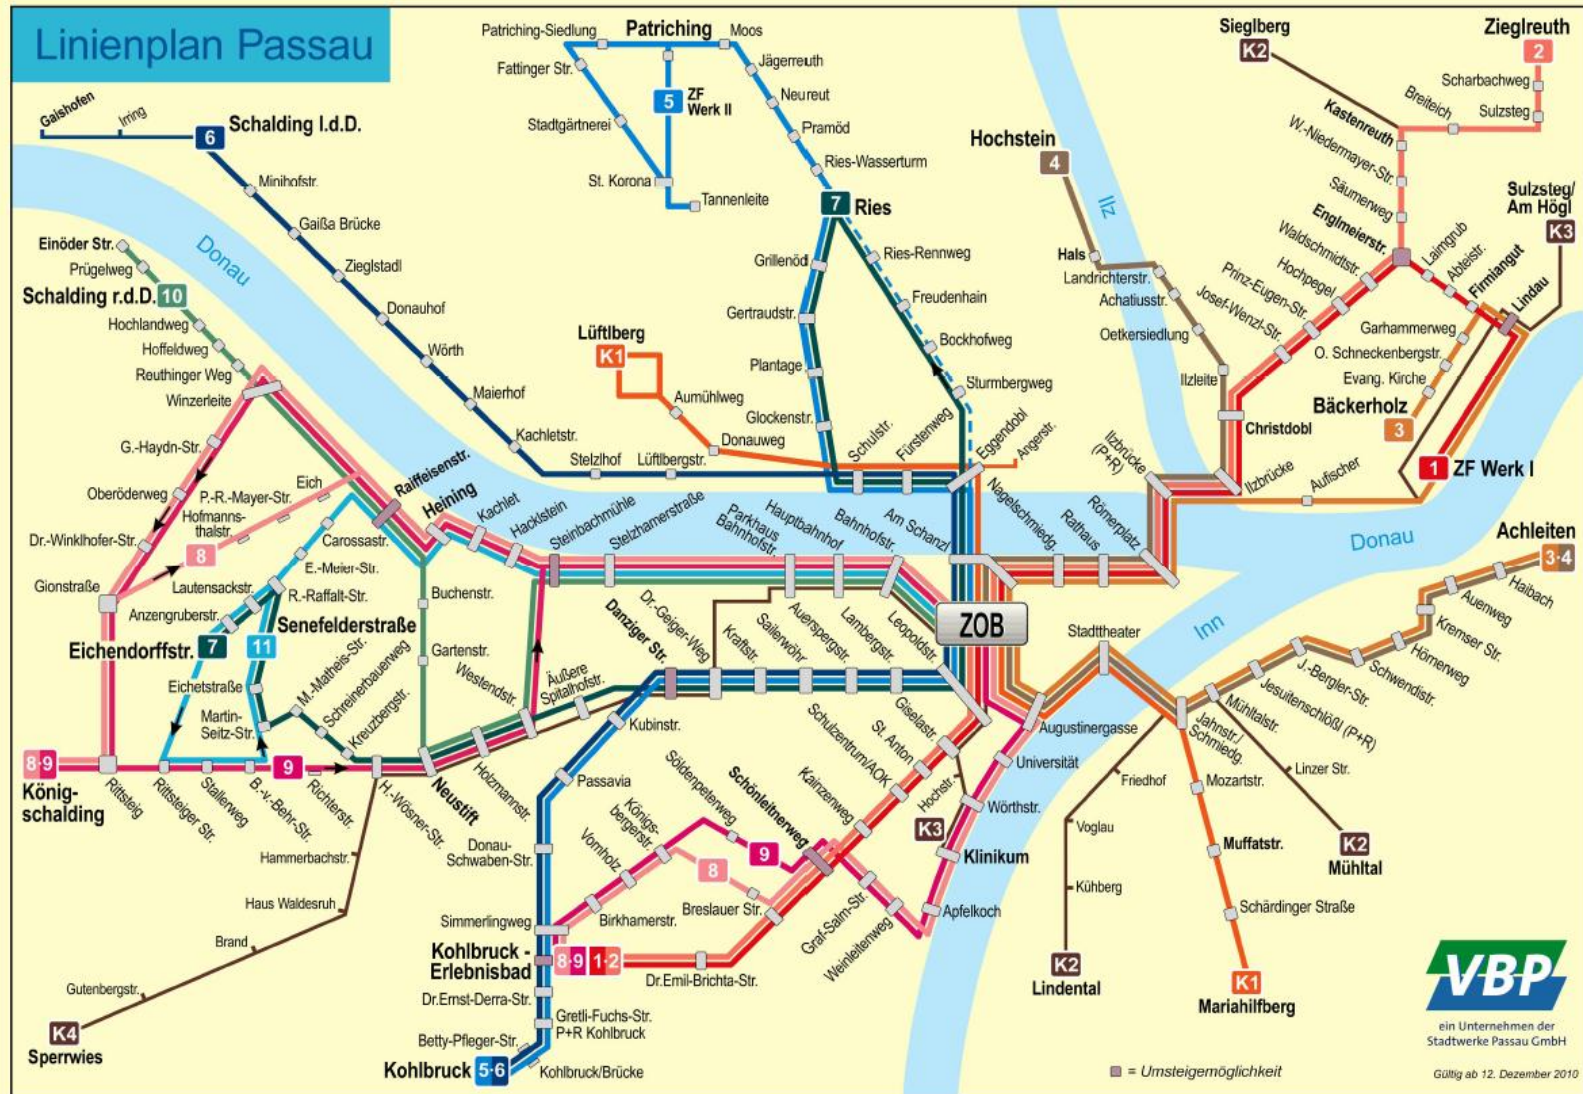 Linienplan Passau
Gaishofen
Irring
6
Schalding l.d.D.
Minihofstr.
Gaißa Brücke
Zieglstadl
Donauhof
Wörth
Maierhof
Kachletstr.
Stelzlhof
Lüftlbergstr.
Donau
Einöder Str.
Prügelweg
Schalding r.d.D.
10
Hochlandweg
Hoffeldweg
Reuthinger Weg
Winzerleite
G.-Haydn-Str.
Oberöderweg
Dr.-Winklhofer-Str.
Gionstraße
P.-R.-Mayer-Str.
Hofmanns-
thalstr.
8
Eich
Raiffeisenstr.
Heining
Carossastr.
E.-Meier-Str.
R.-Raffalt-Str.
Lautensackstr.
Anzengruberstr.
Eichendorffstr.
7
11
Senefelderstraße
Eichetstraße
Martin-
Seitz-Str.
M.-Matheis-Str.
Schreinerbauerweg
Kreuzbergstr.
8·9
König-
schalding
Rittsteig
Rittsteiger Str.
Stallerweg
B.-v.-Behr-Str.
9
Richterstr.
H.-Wösner-Str.
Neustift
Holzmannstr.
Westendstr.
Äußere
Spitalhofstr.
Buchenstr.
Gartenstr.
Hammerbachstr.
Haus Waldesruh
Brand
Gutenbergstr.
K4
Sperrwies
Patriching-Siedlung
Patriching
Moos
Fattinger Str.
5
ZF
Werk II
Stadtgärtnerei
St. Korona
Tannenleite
Jägerreuth
Neureut
Pramöd
Ries-Wasserturm
7
Ries
Grillenöd
Gertraudstr.
Plantage
Glockenstr.
Ries-Rennweg
Freudenhain
Bockhofweg
Sturmbergweg
Schulstr.
Fürstenweg
Eggendobl
Angerstr.
Lüftlberg
K1
Aumühlweg
Donauweg
Kachlet
Hacklstein
Steinbachmühle
Stelzhamerstraße
Parkhaus
Bahnhofstr.
Hauptbahnhof
Bahnhofstr.
Am Schanzl
Nagelschmiedg.
Rathaus
Römerplatz
Ilzbrücke
(P+R)
Ilzbrücke
Aufischer
ZOB
Danziger Str.
Dr.-Geiger-Weg
Kraftstr.
Sailerwöhr
Auerspergstr.
Lambergstr.
Leopoldstr.
Kubinstr.
Passavia
Donau-
Schwaben-Str.
Simmerlingweg
Kohlbruck -
Erlebnisbad
8·9
1·2
Dr.Ernst-Derra-Str.
Gretli-Fuchs-Str.
P+R Kohlbruck
Betty-Pfleger-Str.
Kohlbruck
5·6
Kohlbruck/Brücke
Vornholz
Königs-
bergerstr.
Söldenpeterweg
9
8
Birkhamerstr.
Breslauer Str.
Dr.Emil-Brichta-Str.
Schönleitnerweg
Kainzenweg
Schulzentrum/AOK
St. Anton
Giselastr.
Hochstr.
K3
Graf-Salm-Str.
Weinleitenweg
Apfelkoch
Klinikum
Wörthstr.
Universität
Augustinergasse
Stadttheater
Inn
Hochstein
4
Ilz
Hals
Landrichterstr.
Achatiusstr.
Oetkersiedlung
Ilzleite
Christdobl
Sieglberg
K2
Zieglreuth
2
Scharbachweg
Sulzsteg
Breiteich
Kastenreuth
W.-Niedermayer-Str.
Säumerweg
Englmeierstr.
Waldschmidtstr.
Hochpegel
Prinz-Eugen-Str.
Josef-Wenzl-Str.
Laimgrub
Abteistr.
Firmiangut
Lindau
Sulzsteg/
Am Högl
K3
Garhammerweg
O. Schneckenbergstr.
Evang. Kirche
Bäckerholz
3
1
ZF Werk I
Donau
Achleiten
3·4
Haibach
Auenweg
Kremser Str.
Hörnerweg
Schwendistr.
J.-Bergler-Str.
Jesuitenschlößl (P+R)
Mühltalstr.
Jahnstr./
Schmiedg.
Linzer Str.
K2
Mühltal
Friedhof
Voglau
Kühberg
K2
Lindental
Mozartstr.
Muffatstr.
Schärdinger Straße
K1
Mariahilfberg
= Umsteigemöglichkeit
VBP
ein Unternehmen der
Stadtwerke Passau GmbH
Gültig ab 12. Dezember 2010